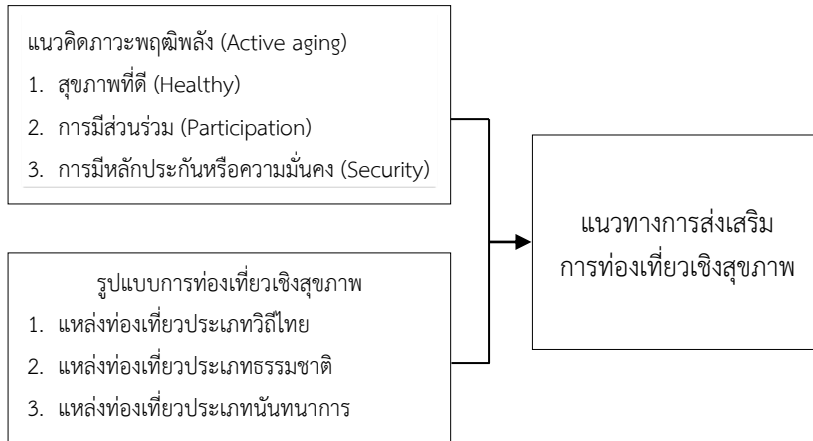 แนวคิดภาวะพฤฒิพลัง (Active aging)
1. สุขภาพที่ดี (Healthy)
2. การมีส่วนร่วม (Participation)
3. การมีหลักประกันหรือความมั่นคง (Security)
รูปแบบการท่องเที่ยวเชิงสุขภาพ
1. แหล่งท่องเที่ยวประเภทวิถีไทย
2. แหล่งท่องเที่ยวประเภทธรรมชาติ
3. แหล่งท่องเที่ยวประเภทนันทนาการ
แนวทางการส่งเสริม
การท่องเที่ยวเชิงสุขภาพ